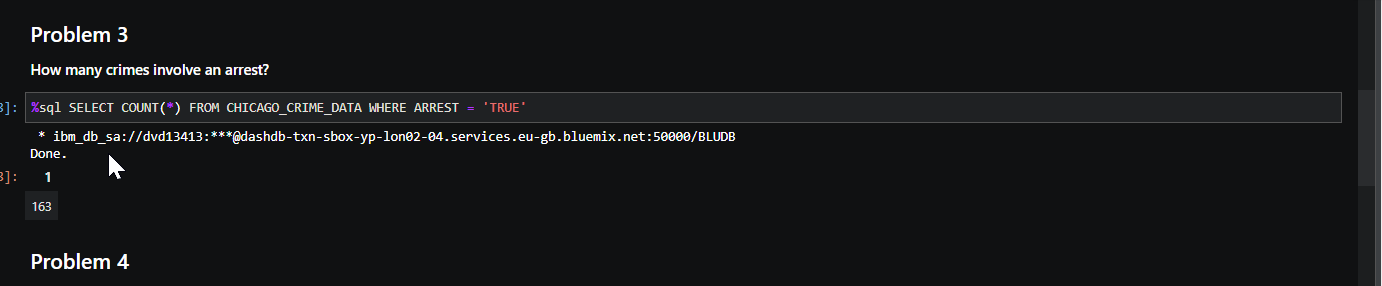 Problem 3
How many crimes involve an arrest?
3]: %sql SELECT COUNT(*) FROM CHICAGO_CRIME_DATA WHERE ARREST = 'TRUE'
* ibm_db_sa://dvd13413:***@dashdb-txn-sbox-yp-lon02-04.services.eu-gb.bluemix.net:50000/BLUDB
Done.
3]: 1
163
Problem 4